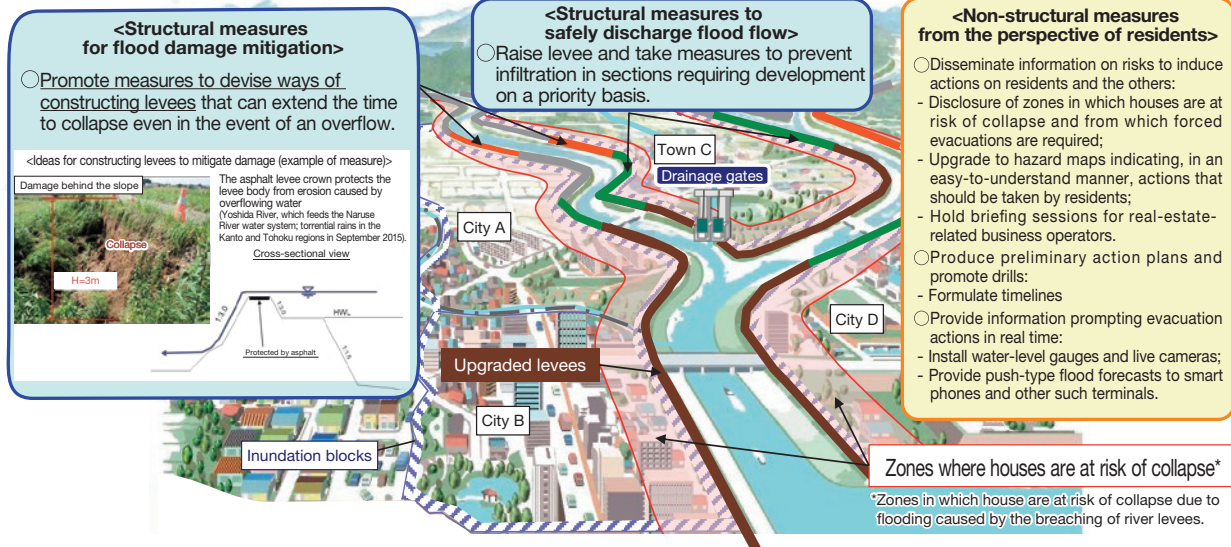 <Structural measures
for flood damage mitigation>
○Promote measures to devise ways of
constructing levees that can extend the time
to collapse even in the event of an overflow.
<Ideas for constructing levees to mitigate damage (example of measure)>
Damage behind the slope
Collapse
H=3m
The asphalt levee crown protects the
levee body from erosion caused by
overflowing water
(Yoshida River, which feeds the Naruse
River water system; torrential rains in the
Kanto and Tohoku regions in September 2015).
Cross-sectional view
1:3.0
1:3.0
HWL
1:1.5
Protected by asphalt
<Structural measures to
safely discharge flood flow>
○Raise levee and take measures to prevent
infiltration in sections requiring development
on a priority basis.
<Non-structural measures
from the perspective of residents>
○Disseminate information on risks to induce
actions on residents and the others:
- Disclosure of zones in which houses are at
risk of collapse and from which forced
evacuations are required;
- Upgrade to hazard maps indicating, in an
easy-to-understand manner, actions that
should be taken by residents;
- Hold briefing sessions for real-estate-
related business operators.
○Produce preliminary action plans and
promote drills:
- Formulate timelines
○Provide information prompting evacuation
actions in real time:
- Install water-level gauges and live cameras;
- Provide push-type flood forecasts to smart
phones and other such terminals.
Town C
Drainage gates
City A
City D
Upgraded levees
City B
Inundation blocks
Zones where houses are at risk of collapse*
*Zones in which house are at risk of collapse due to
flooding caused by the breaching of river levees.